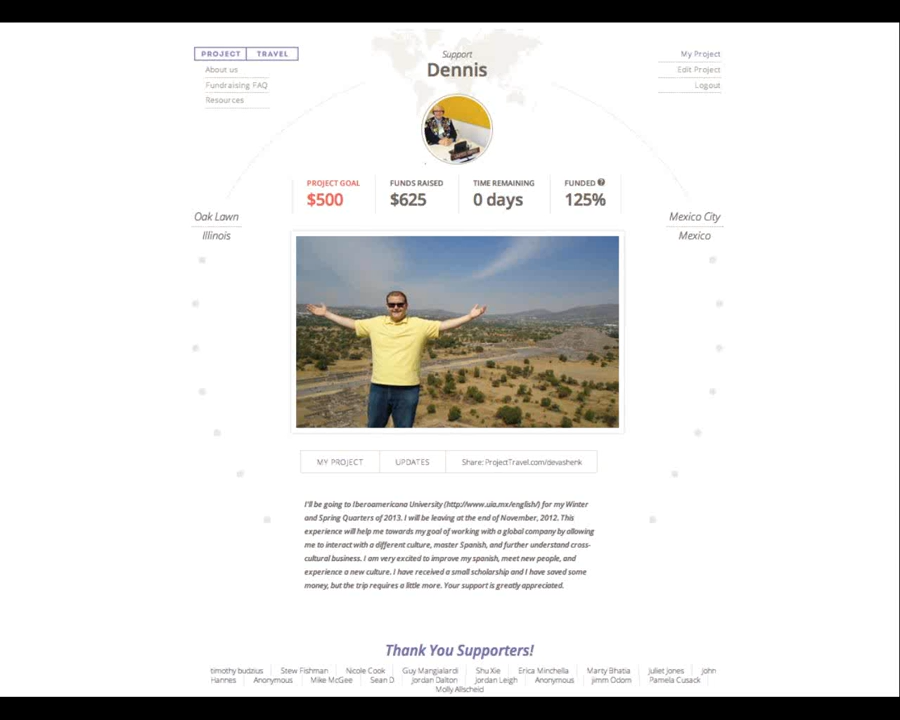 PROJECT TRAVEL
About us
Fundraising FAQ
Resources
Support
Dennis
My Project
Edit Project
Logout
PROJECT GOAL
$500
FUNDS RAISED
$625
TIME REMAINING
0 days
FUNDED ?
125%
Oak Lawn
Illinois
Mexico City
Mexico
MY PROJECT
UPDATES
Share: ProjectTravel.com/devashenk
I'll be going to Iberoamericana University (http://www.uia.mx/english/) for my Winter
and Spring Quarters of 2013. I will be leaving at the end of November, 2012. This
experience will help me towards my goal of working with a global company by allowing
me to interact with a different culture, master Spanish, and further understand cross-
cultural business. I am very excited to improve my spanish, meet new people, and
experience a new culture. I have received a small scholarship and I have saved some
money, but the trip requires a little more. Your support is greatly appreciated.
Thank You Supporters!
timothy budzius Stew Fishman Nicole Cook Guy Mangialardi Shu Xie Erica Minchella Marty Bhatia Juliet jones john
Hannes Anonymous Mike McGee Sean D Jordan Dalton Jordan Leigh Anonymous jimm Odom Pamela Cusack
Molly Allscheid